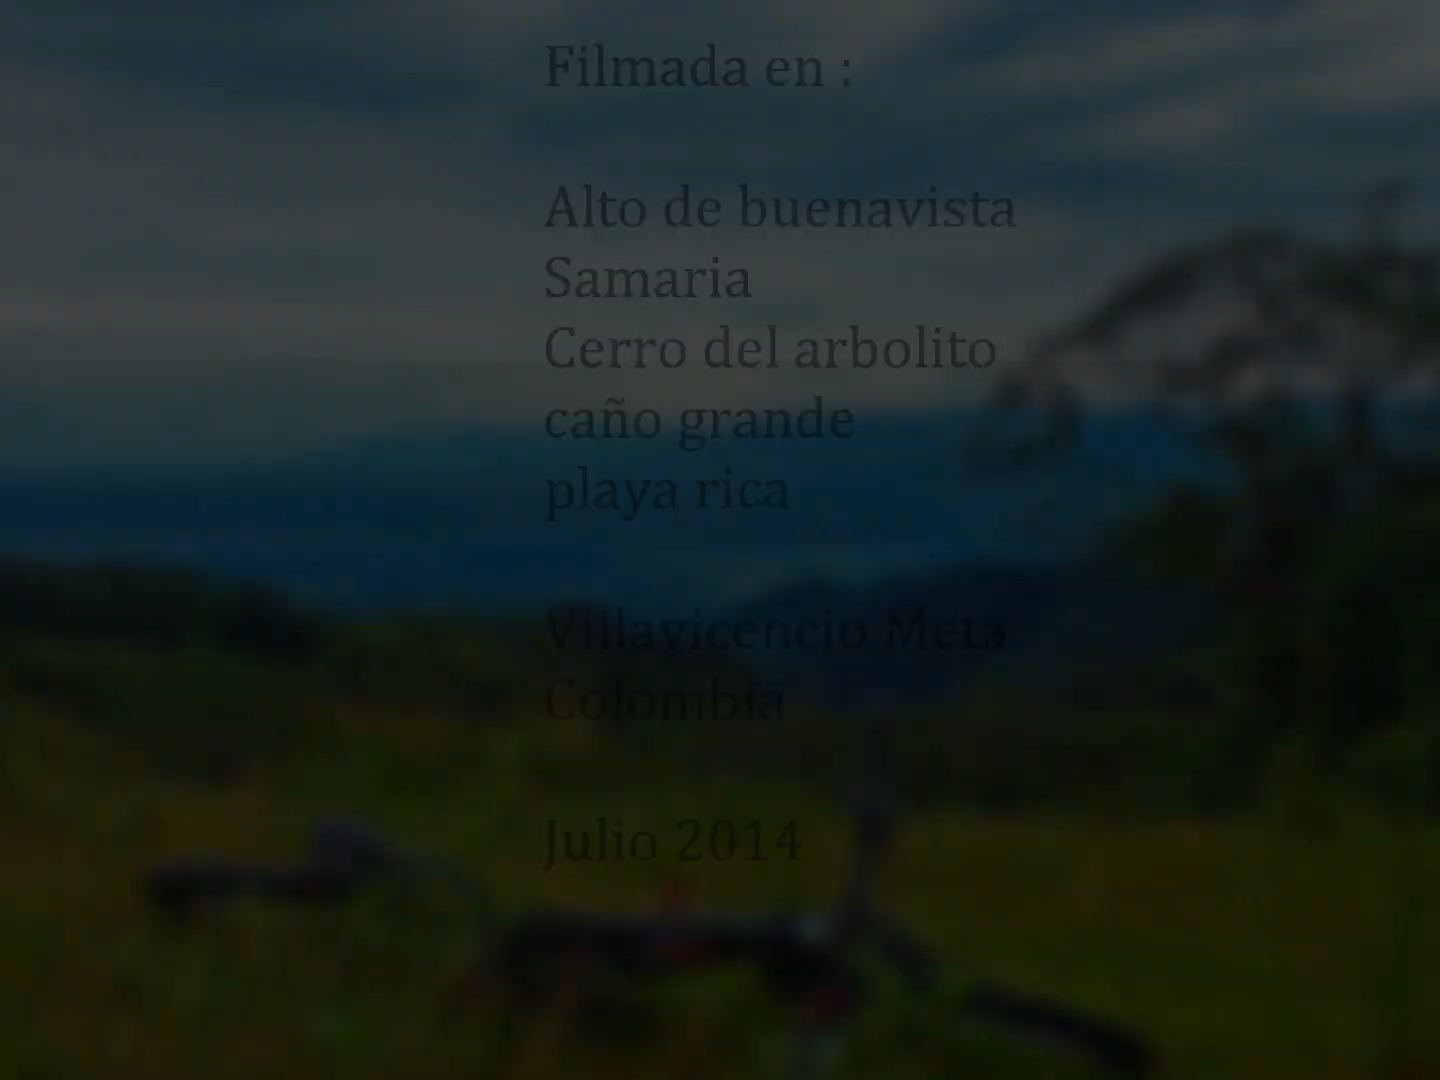 Filmada en :
Alto de buenavista
Samaria
Cerro del arbolito
caño grande
playa rica
Villavicencio Meta
Colombia
Julio 2014